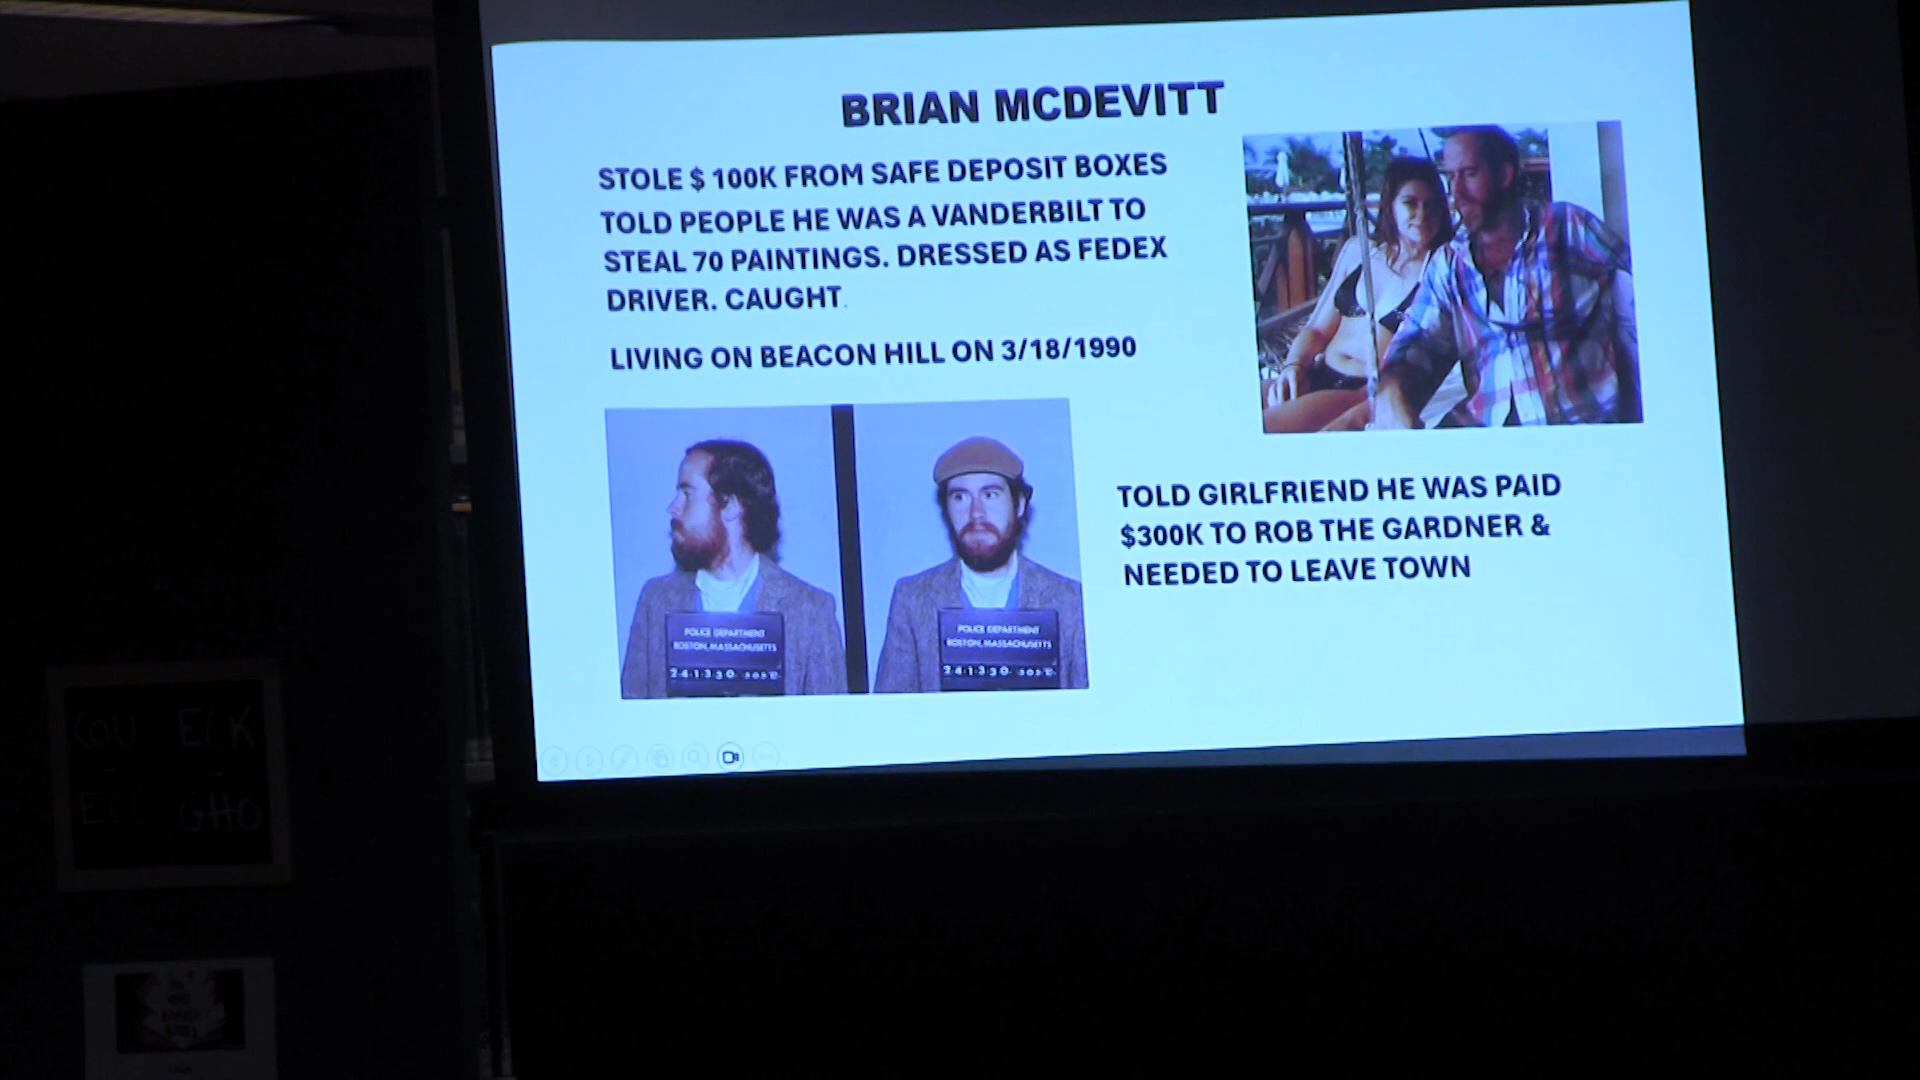 BRIAN MCDEVITT
STOLE $ 100K FROM SAFE DEPOSIT BOXES
TOLD PEOPLE HE WAS A VANDERBILT TO
STEAL 70 PAINTINGS. DRESSED AS FEDEX
DRIVER. CAUGHT.
LIVING ON BEACON HILL ON 3/18/1990
TOLD GIRLFRIEND HE WAS PAID
$300K TO ROB THE GARDNER &
NEEDED TO LEAVE TOWN
POLICE DEPARTMENT
BOSTON, MASSACHUSETTS
241330
POLICE DEPARTMENT
BOSTON, MASSACHUSETTS
241330